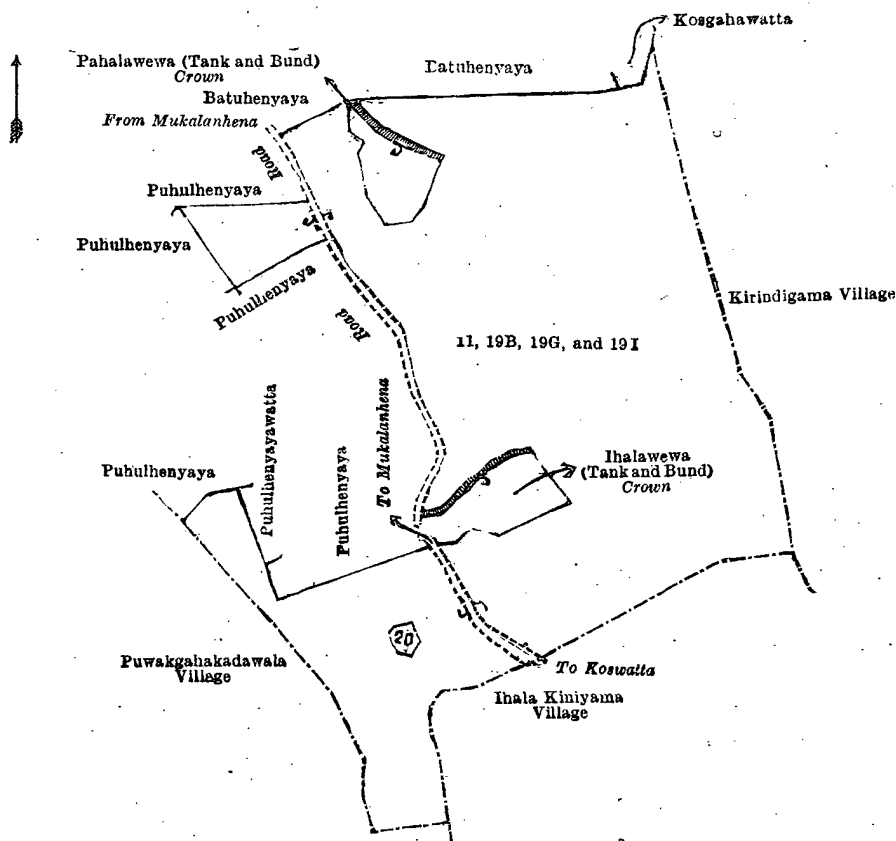 Kosgahawatta
Pahalawewa (Tank and Bund)
Crown
Batuhenyaya
Batuhenyaya
From Mukalanhena
Road
Puhulhenyaya
Puhulhenyaya
Puhulhenyaya
Road
Kirindigama Village
11, 19B, 19G, and 19I
Puhulhenyaya
Puhulhenyayawatta
Puhulhenyaya
To Mukalanhena
Ihalawewa
(Tank and Bund)
Crown
20
Puwakgahakadawala
Village
To Koswatta
Ihala Kiniyama
Village